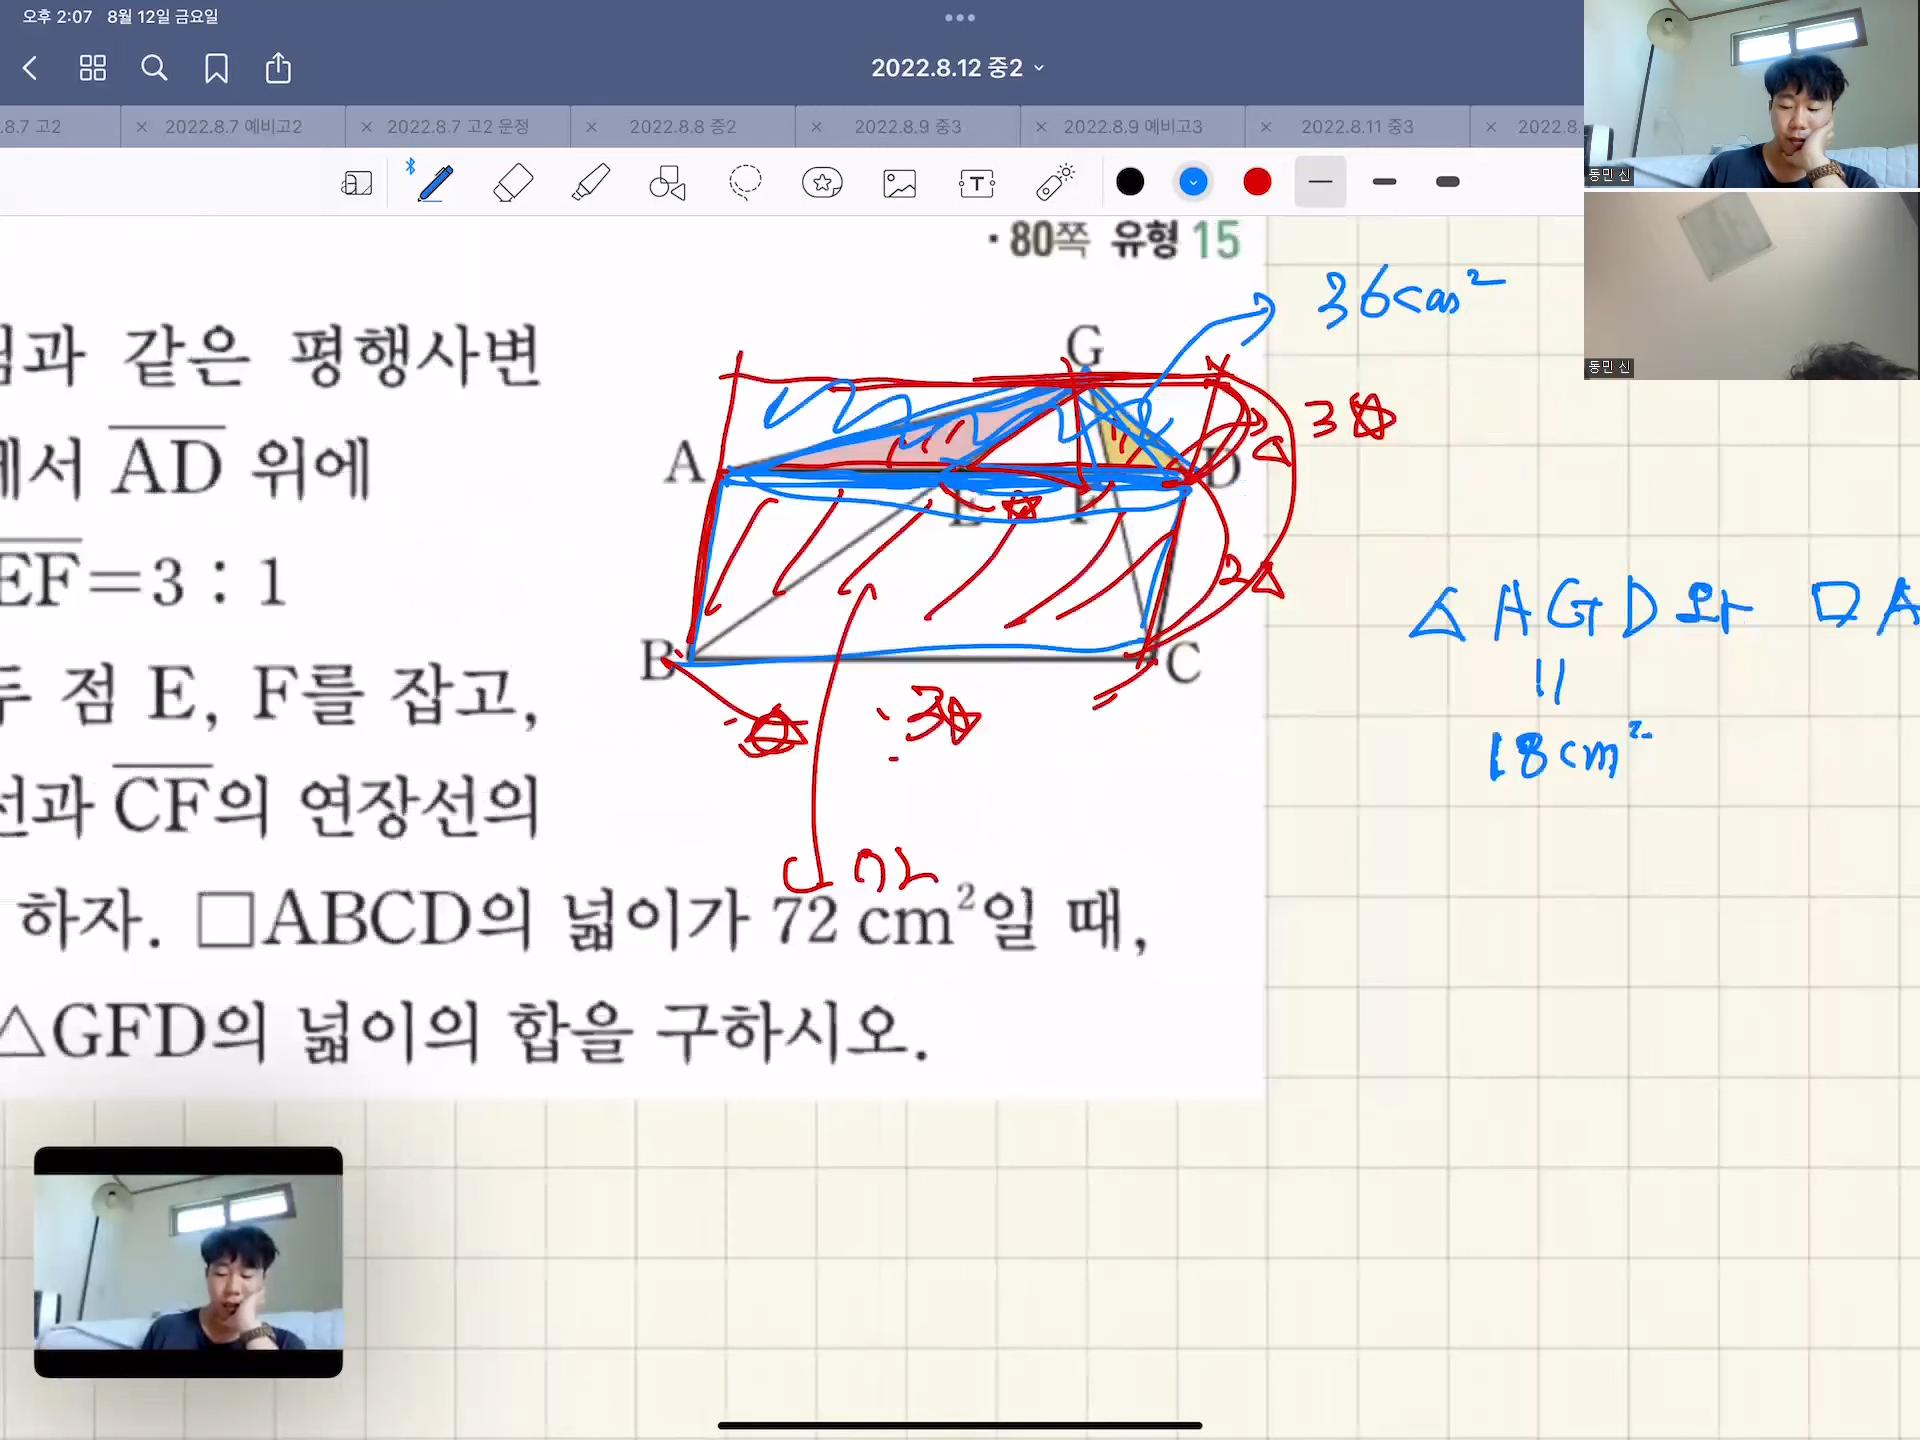 오후 2:07 8월 12일 금요일
2022.8.12 중2
.8.7 고2
2022.8.7 예비고2
2022.8.7 고2 운정
2022.8.8 중2
2022.8.9 중3
2022.8.9 예비고3
2022.8.11 중3
2022.8.
동민 신
동민 신
· 80쪽 유형 15
림과 같은 평행사변
에서 AD 위에
EF=3 : 1
두 점 E, F를 잡고,
선과 CF의 연장선의
하자. □ABCD의 넓이가 72 cm²일 때,
△GFD의 넓이의 합을 구하시오.
G
A
D
E
F
B
C
3☆
2△
☆ : 3☆
72
△AGD와 □A
||
18cm²